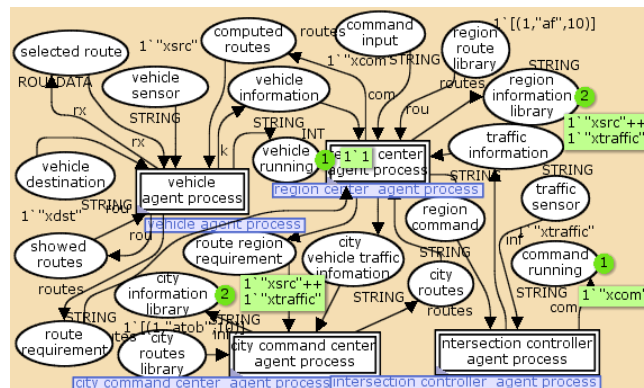 selected route
ROUDATA
vehicle
sensor
STRING
1`"xsrc"
computed
routes
routes
command
input
1`"xcom"
STRING
com
region
route
library
routes
rou
1`[(1,"af",10)]
STRING
region
information
library
2
1`"xsrc"++
1`"xtraffic"
vehicle
information
rx
rx
k
STRING
INT
vehicle
running
1
1`1
center
agent process
region center agent process
traffic
information
STRING
STRING
traffic
sensor
vehicle
destination
1`"xdst"
STRING
rou
rou
vehicle
agent process
vehicle agent process
showed
routes
routes
route region
requirement
city
vehicle traffic
infomation
region
command
STRING
city
routes
routes
int
1`"xtraffic"
command
running
1
1`"xcom"
STRING
com
city
information
library
2
1`"xsrc"++
1`"xtraffic"
STRING
STRING
route
requirement
1`[(1,"atob",10)]
city
routes
library
city command center
agent process
city command center agent process
intersection controller
agent process
intersection controller agent process